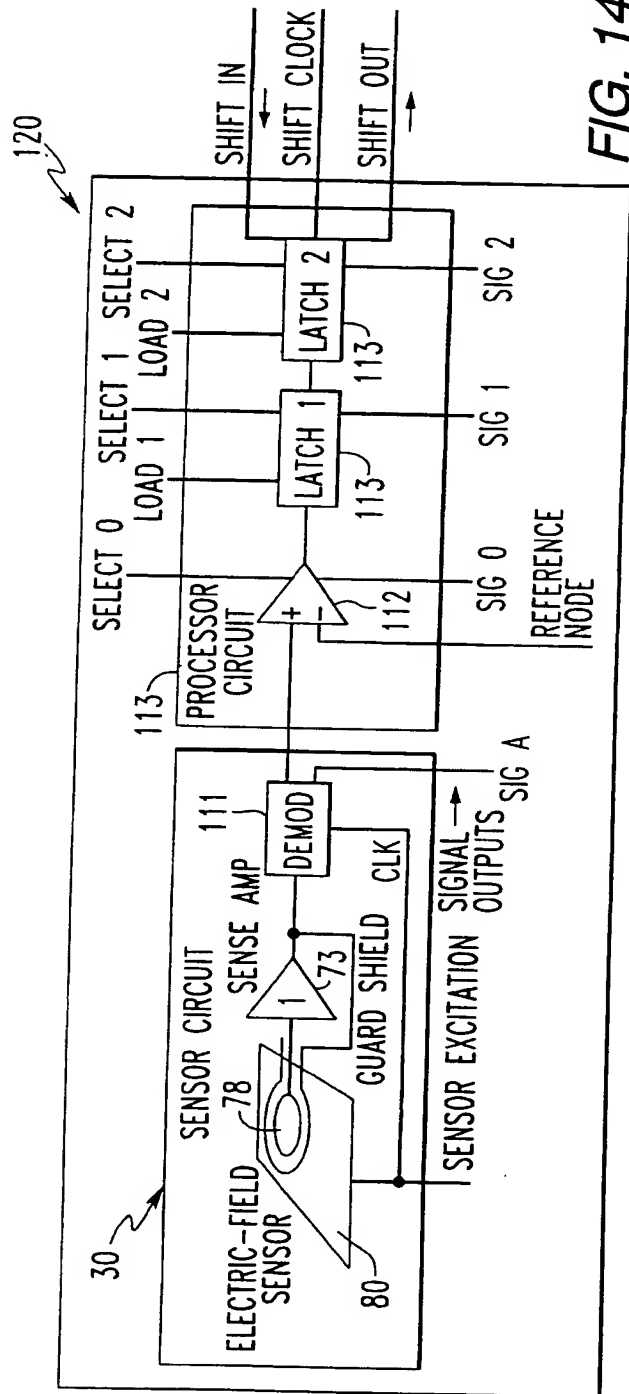 120
SELECT 0
LOAD 1
SELECT 1
LOAD 2
SELECT 2
SHIFT IN
SHIFT CLOCK
SHIFT OUT
30
SENSOR CIRCUIT
ELECTRIC-FIELD
SENSOR
78
SENSE AMP
1
73
GUARD SHIELD
80
111
DEMOD
CLK
SENSOR EXCITATION
SIGNAL
OUTPUTS
SIG A
113
PROCESSOR
CIRCUIT
+
-
112
LATCH 1
113
LATCH 2
113
SIG 0
SIG 1
SIG 2
REFERENCE
NODE
FIG. 14